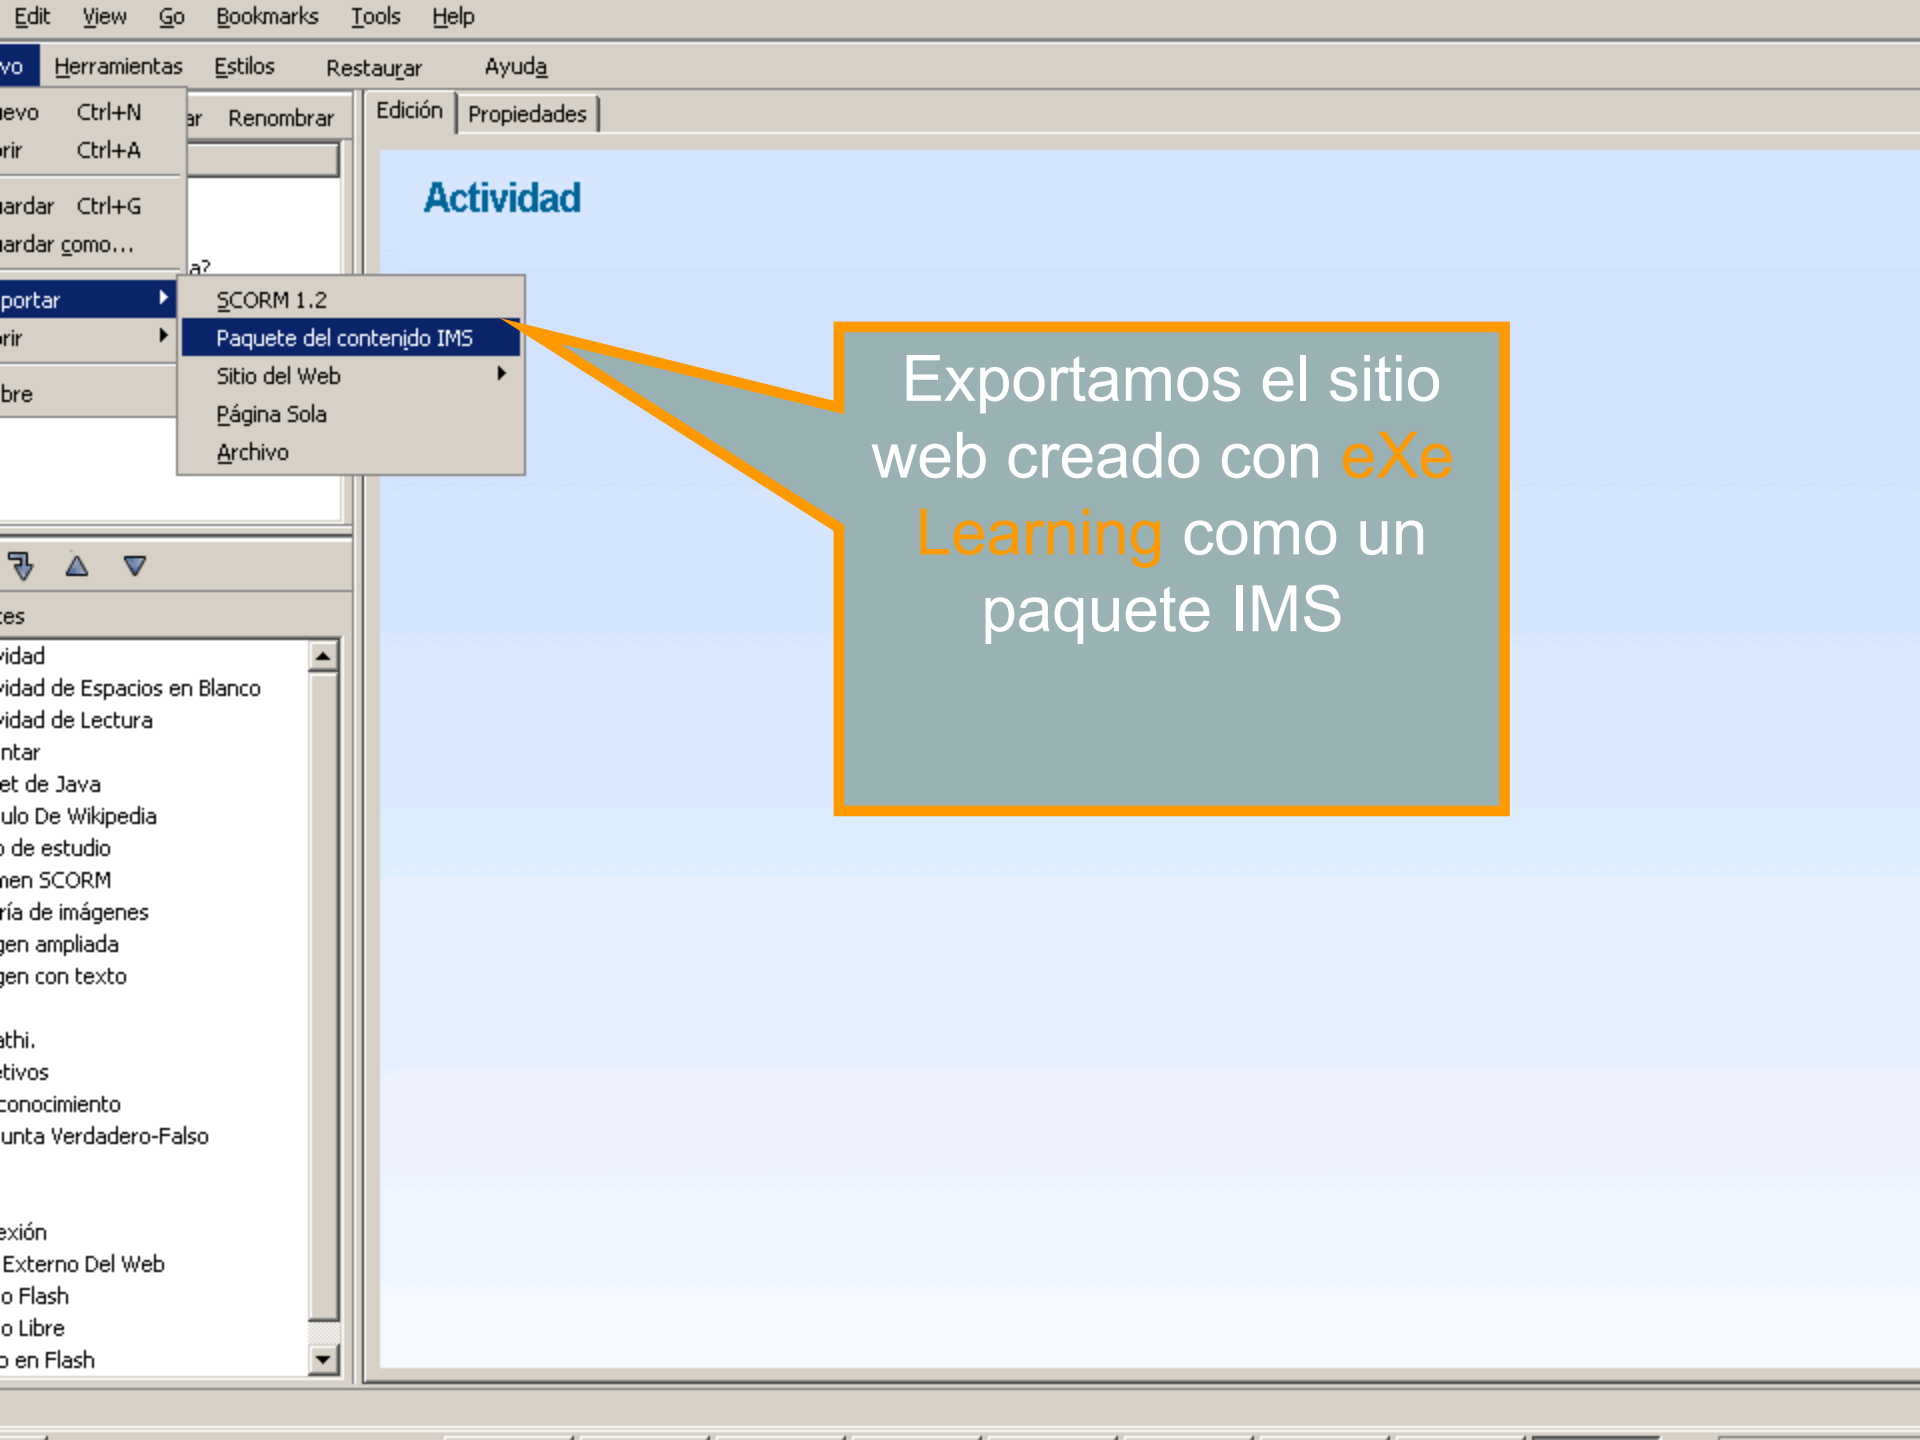 Edit View Go Bookmarks Tools Help
vo Herramientas Estilos Restaurar Ayuda
uevo Ctrl+N
ar Renombrar
Edición Propiedades
rir Ctrl+A
uardar Ctrl+G
uardar como...
a?
portar
rir
bre
SCORM 1.2
Paquete del contenido IMS
Sitio del Web
Página Sola
Archivo
Actividad
Exportamos el sitio
web creado con eXe
Learning como un
paquete IMS
tes
vidad
vidad de Espacios en Blanco
vidad de Lectura
ntar
et de Java
ulo De Wikipedia
o de estudio
men SCORM
ría de imágenes
gen ampliada
gen con texto
athi.
etivos
conocimiento
unta Verdadero-Falso
exión
Externo Del Web
o Flash
o Libre
o en Flash